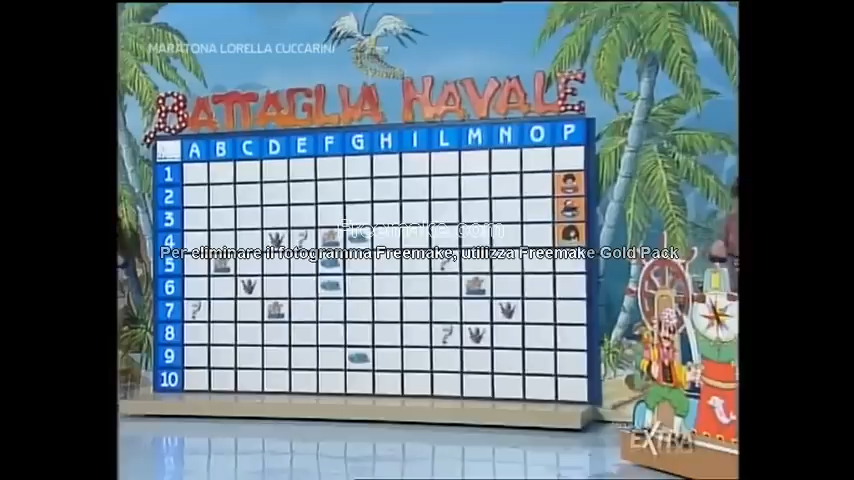 MARATONA LORELLA CUCCARINI
BATTAGLIA NAVALE
A B C D E F G H I L M N O P
1
2
3
4
Freemake.com
Per eliminare il fotogramma Freemake, utilizza Freemake Gold Pack
5
6
7
8
9
10
EXTRA